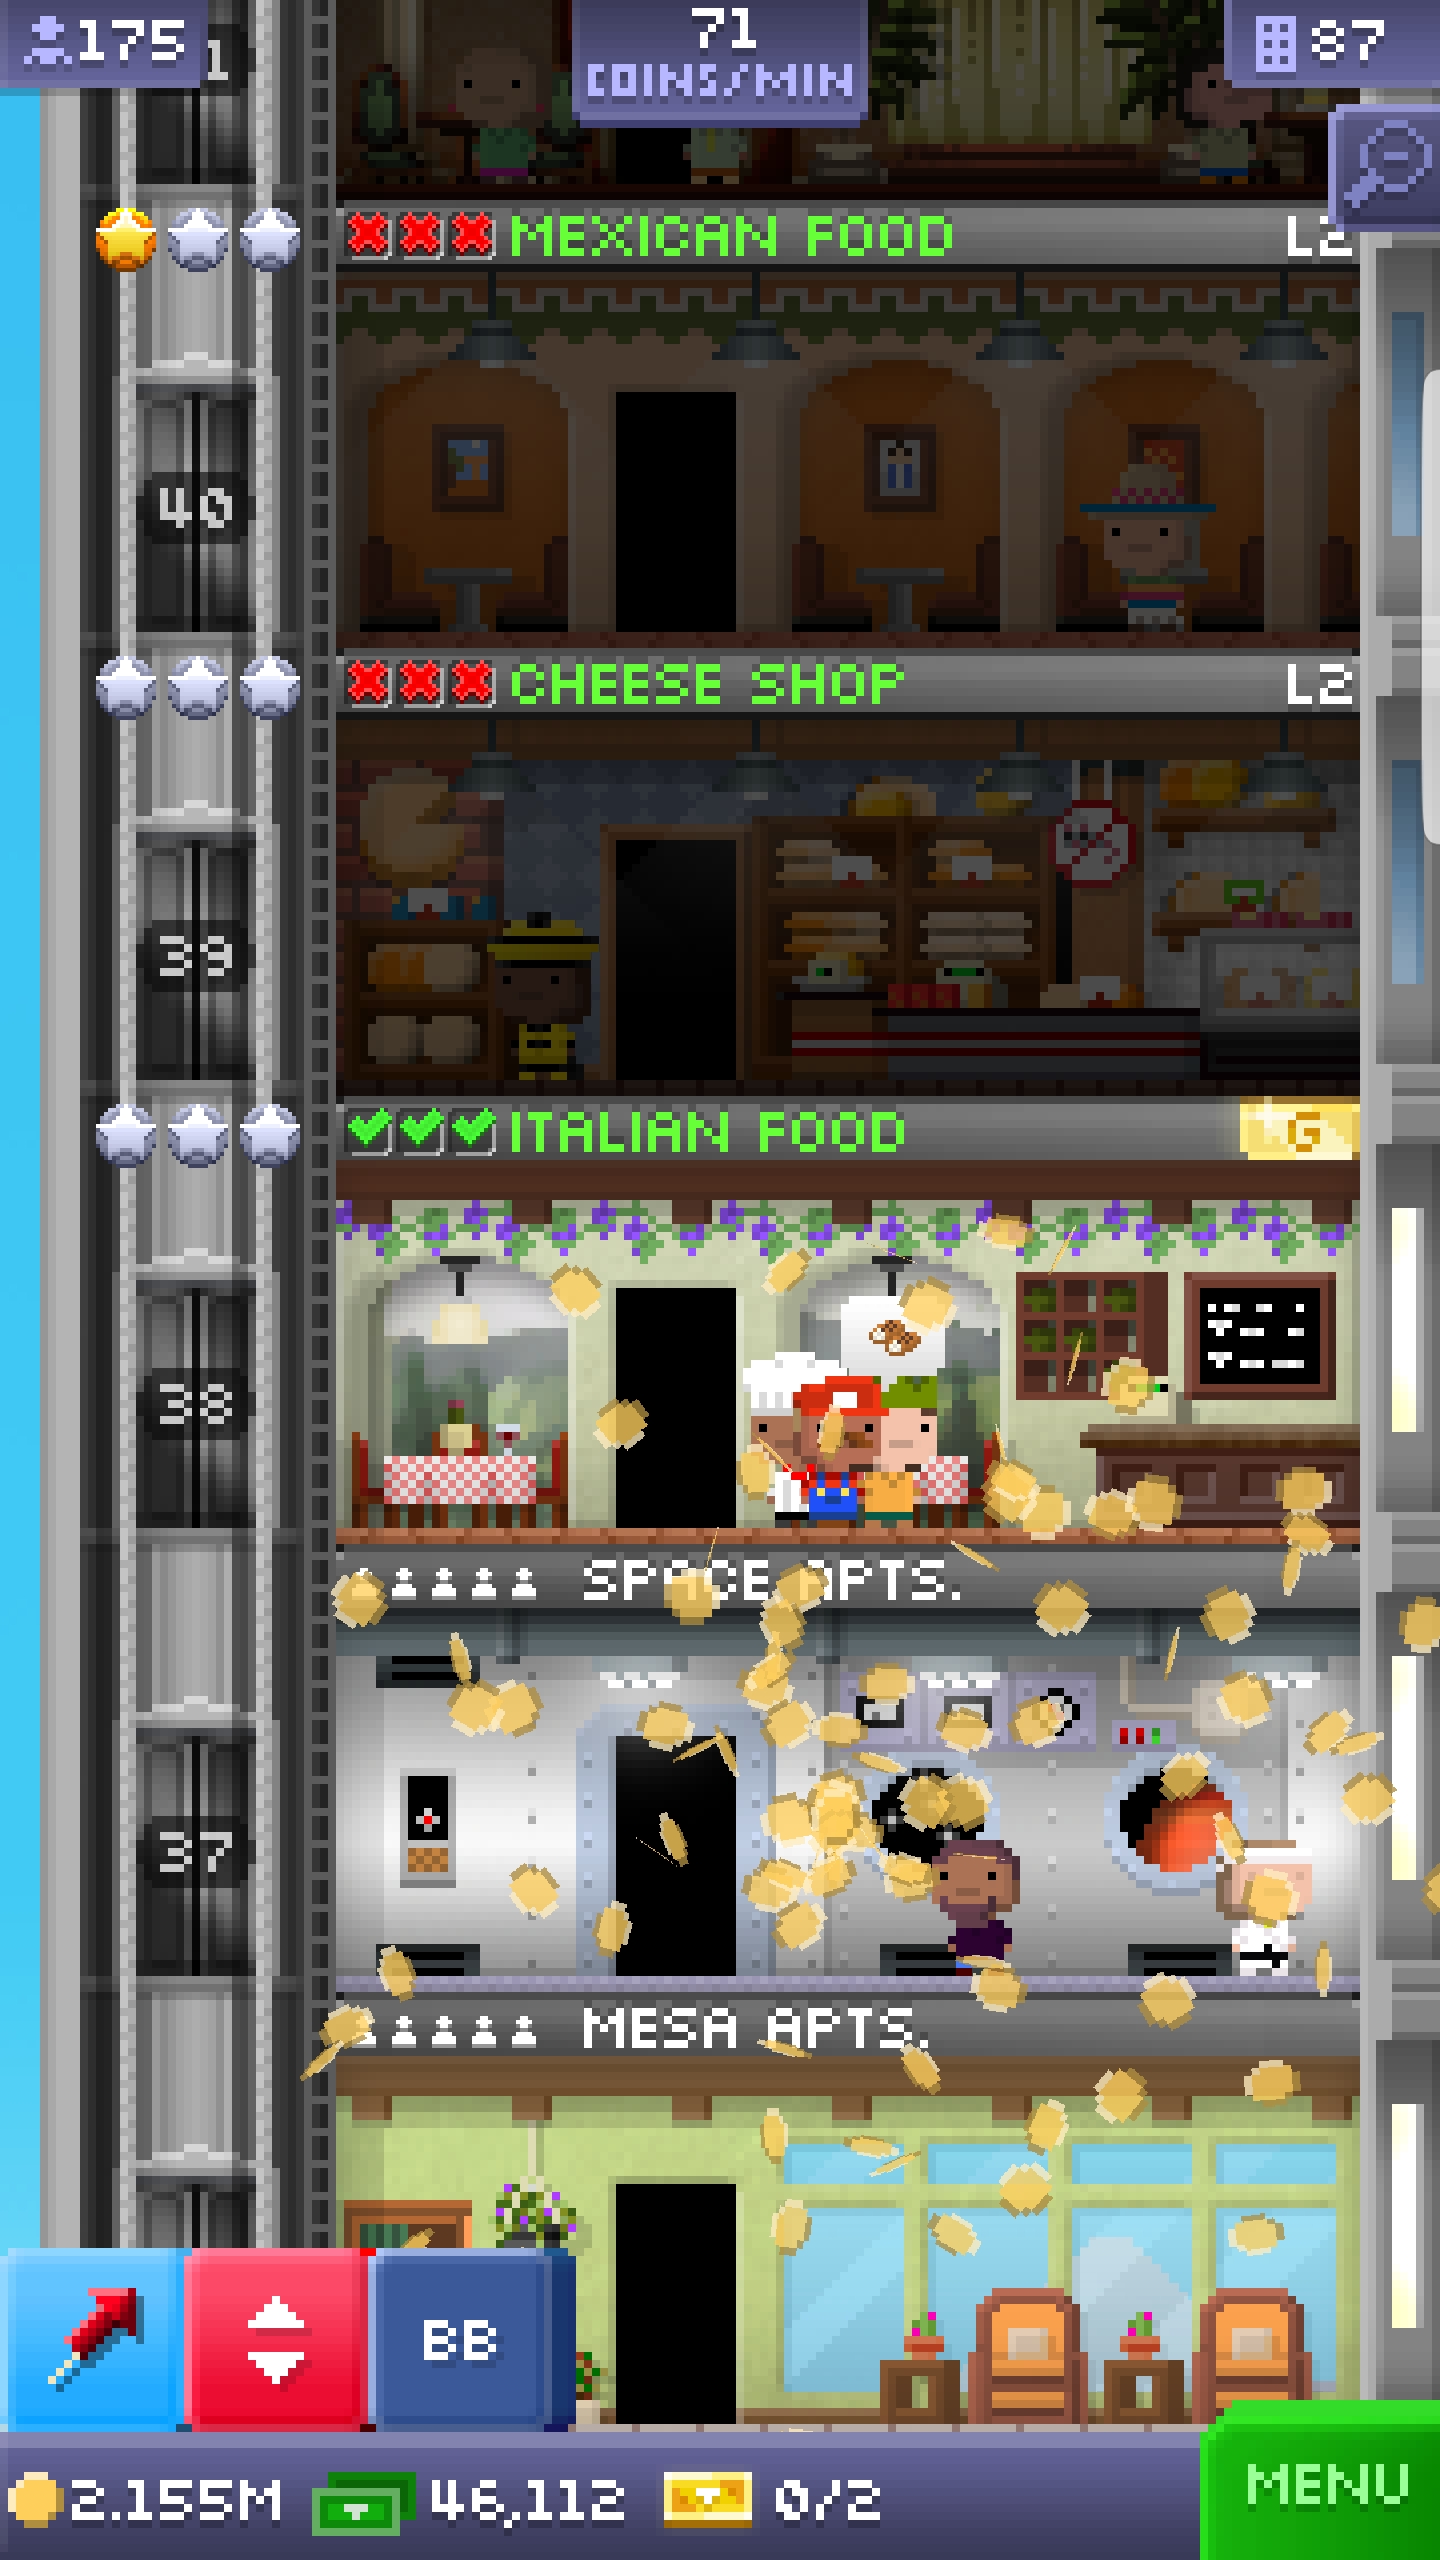 175
71
COINS/MIN
87
MEXICAN FOOD L2
40
CHEESE SHOP L2
39
ITALIAN FOOD G
38
SPACE APTS.
37
MESA APTS.
BB
2.155M 46,112 0/2
MENU